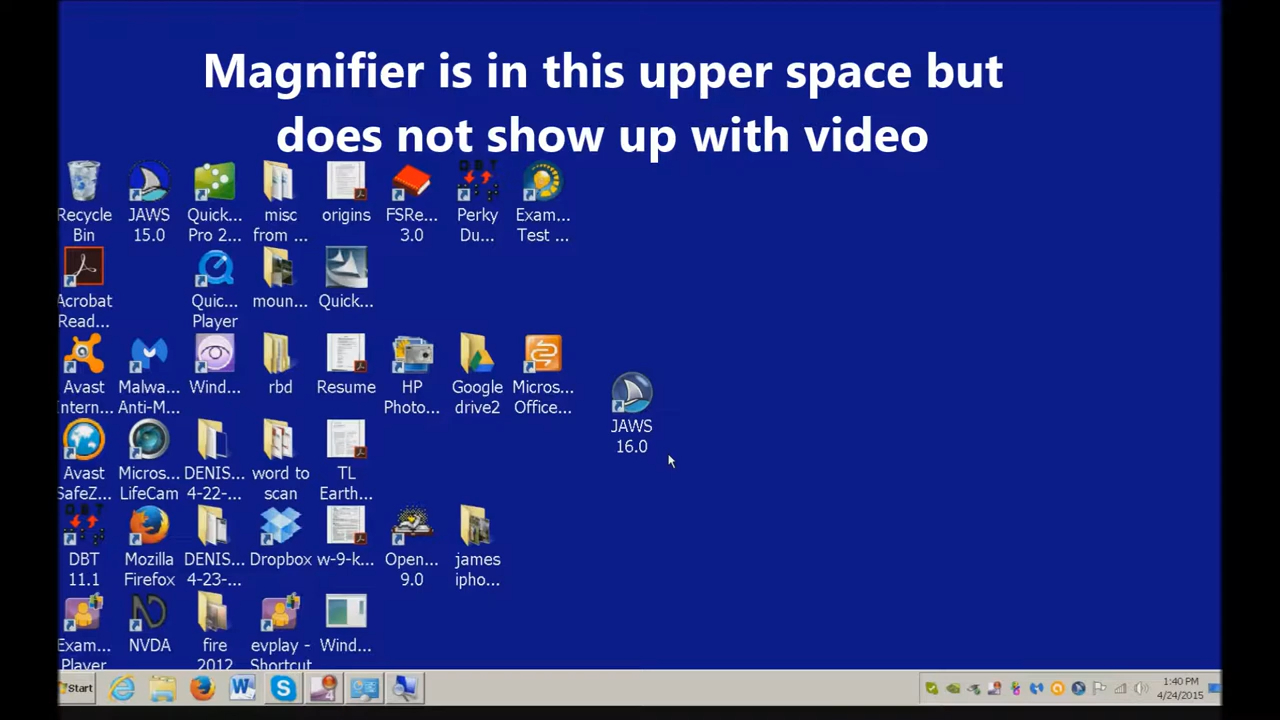 Magnifier is in this upper space but
does not show up with video
Recycle Bin
JAWS 15.0
Quick... Pro 2...
misc from ...
origins
FSRe... 3.0
Perky Du...
Exam... Test ...
Acrobat Read...
Quic... Player
moun...
Quick...
Avast Intern...
Malwa... Anti-M...
Wind...
rbd
Resume
HP Photo...
Google drive2
Micros... Office...
JAWS 16.0
Avast SafeZ...
Micros... LifeCam
DENIS... 4-22-...
word to scan
TL Earth...
DBT 11.1
Mozilla Firefox
DENIS... 4-23-...
Dropbox
w-9-k...
Open... 9.0
james ipho...
Exam... Player
NVDA
fire 2012
evplay - Shortcut
Wind...
Start
1:40 PM
4/24/2015